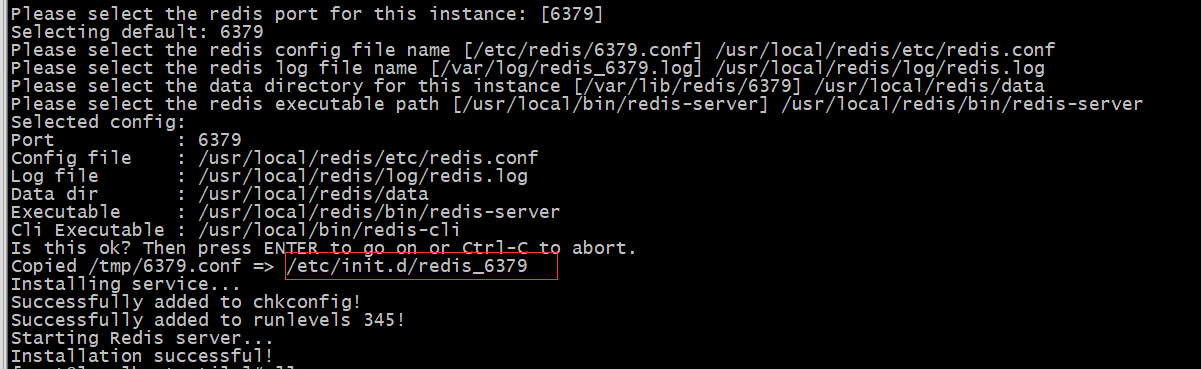 Please select the redis port for this instance: [6379]
Selecting default: 6379
Please select the redis config file name [/etc/redis/6379.conf] /usr/local/redis/etc/redis.conf
Please select the redis log file name [/var/log/redis_6379.log] /usr/local/redis/log/redis.log
Please select the data directory for this instance [/var/lib/redis/6379] /usr/local/redis/data
Please select the redis executable path [/usr/local/bin/redis-server] /usr/local/redis/bin/redis-server
Selected config:
Port           : 6379
Config file    : /usr/local/redis/etc/redis.conf
Log file       : /usr/local/redis/log/redis.log
Data dir       : /usr/local/redis/data
Executable     : /usr/local/redis/bin/redis-server
Cli Executable : /usr/local/bin/redis-cli
Is this ok? Then press ENTER to go on or Ctrl-C to abort.
Copied /tmp/6379.conf => /etc/init.d/redis_6379
Installing service...
Successfully added to chkconfig!
Successfully added to runlevels 345!
Starting Redis server...
Installation successful!